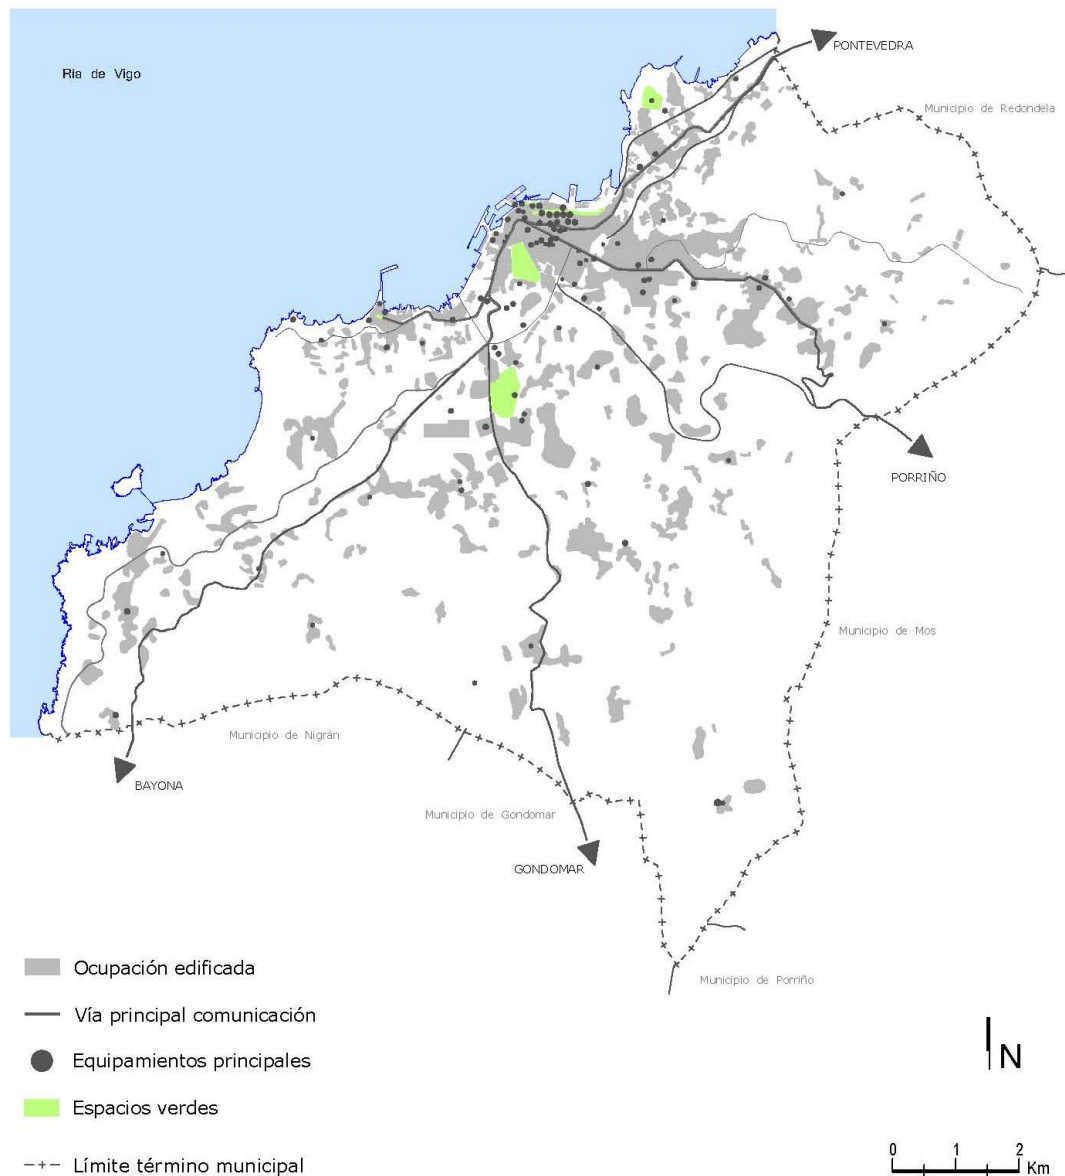 PONTEVEDRA
Ria de Vigo
Municipio de Redondela
PORRIÑO
Municipio de Mos
Municipio de Nigrán
BAYONA
Municipio de Gondomar
GONDOMAR
Ocupación edificada
Municipio de Porriño
Vía principal comunicación
Equipamientos principales
N
Espacios verdes
Límite término municipal
0 1 2
Km